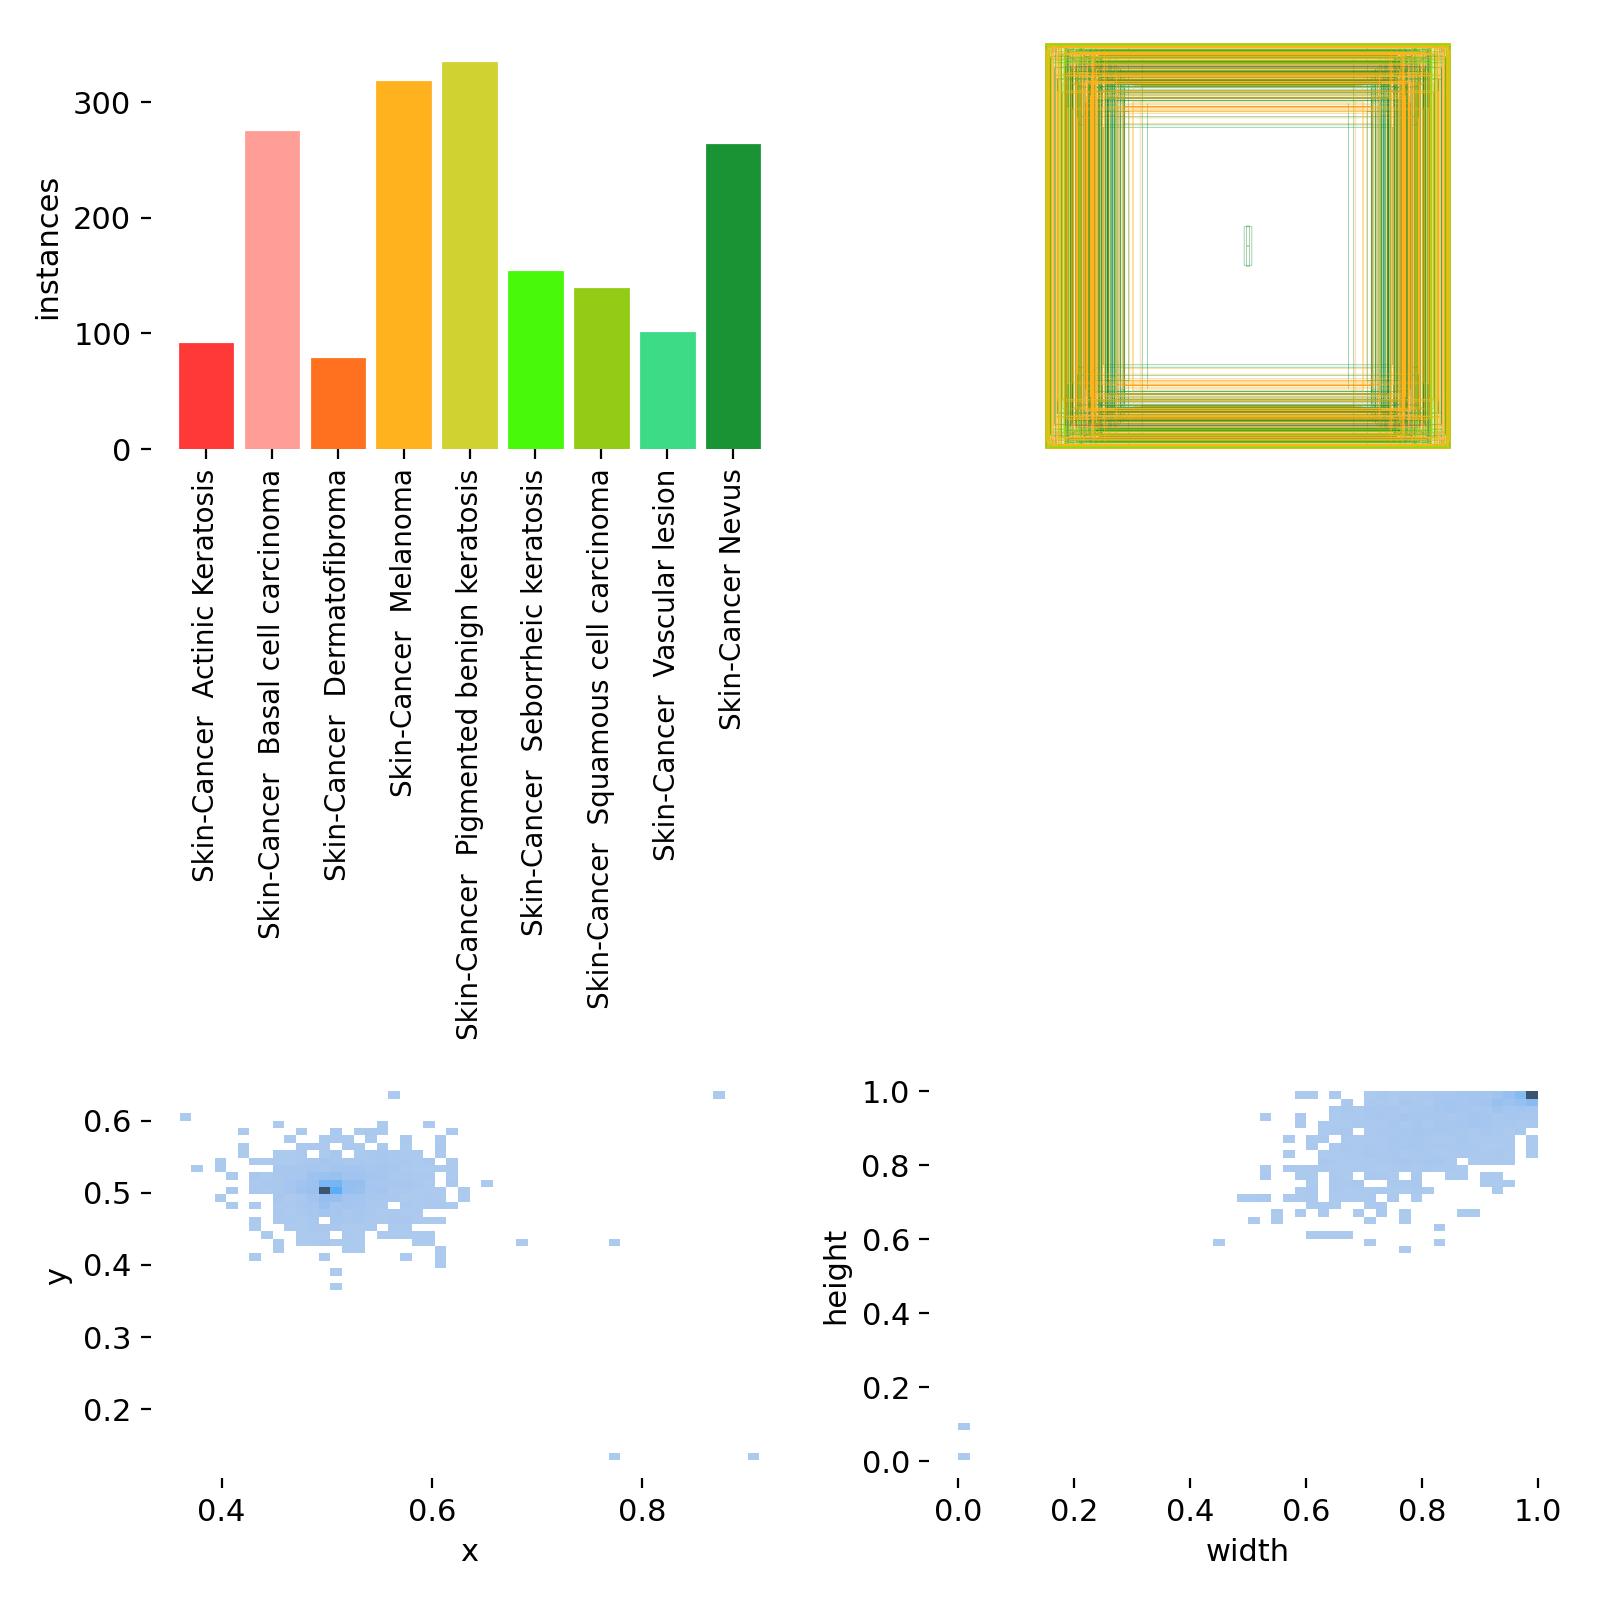 instances
300
200
100
0
Skin-Cancer  Actinic Keratosis
Skin-Cancer  Basal cell carcinoma
Skin-Cancer  Dermatofibroma
Skin-Cancer  Melanoma
Skin-Cancer  Pigmented benign keratosis
Skin-Cancer  Seborrheic keratosis
Skin-Cancer  Squamous cell carcinoma
Skin-Cancer  Vascular lesion
Skin-Cancer Nevus
y
0.6
0.5
0.4
0.3
0.2
0.4 0.6 0.8
x
height
1.0
0.8
0.6
0.4
0.2
0.0
0.0 0.2 0.4 0.6 0.8 1.0
width